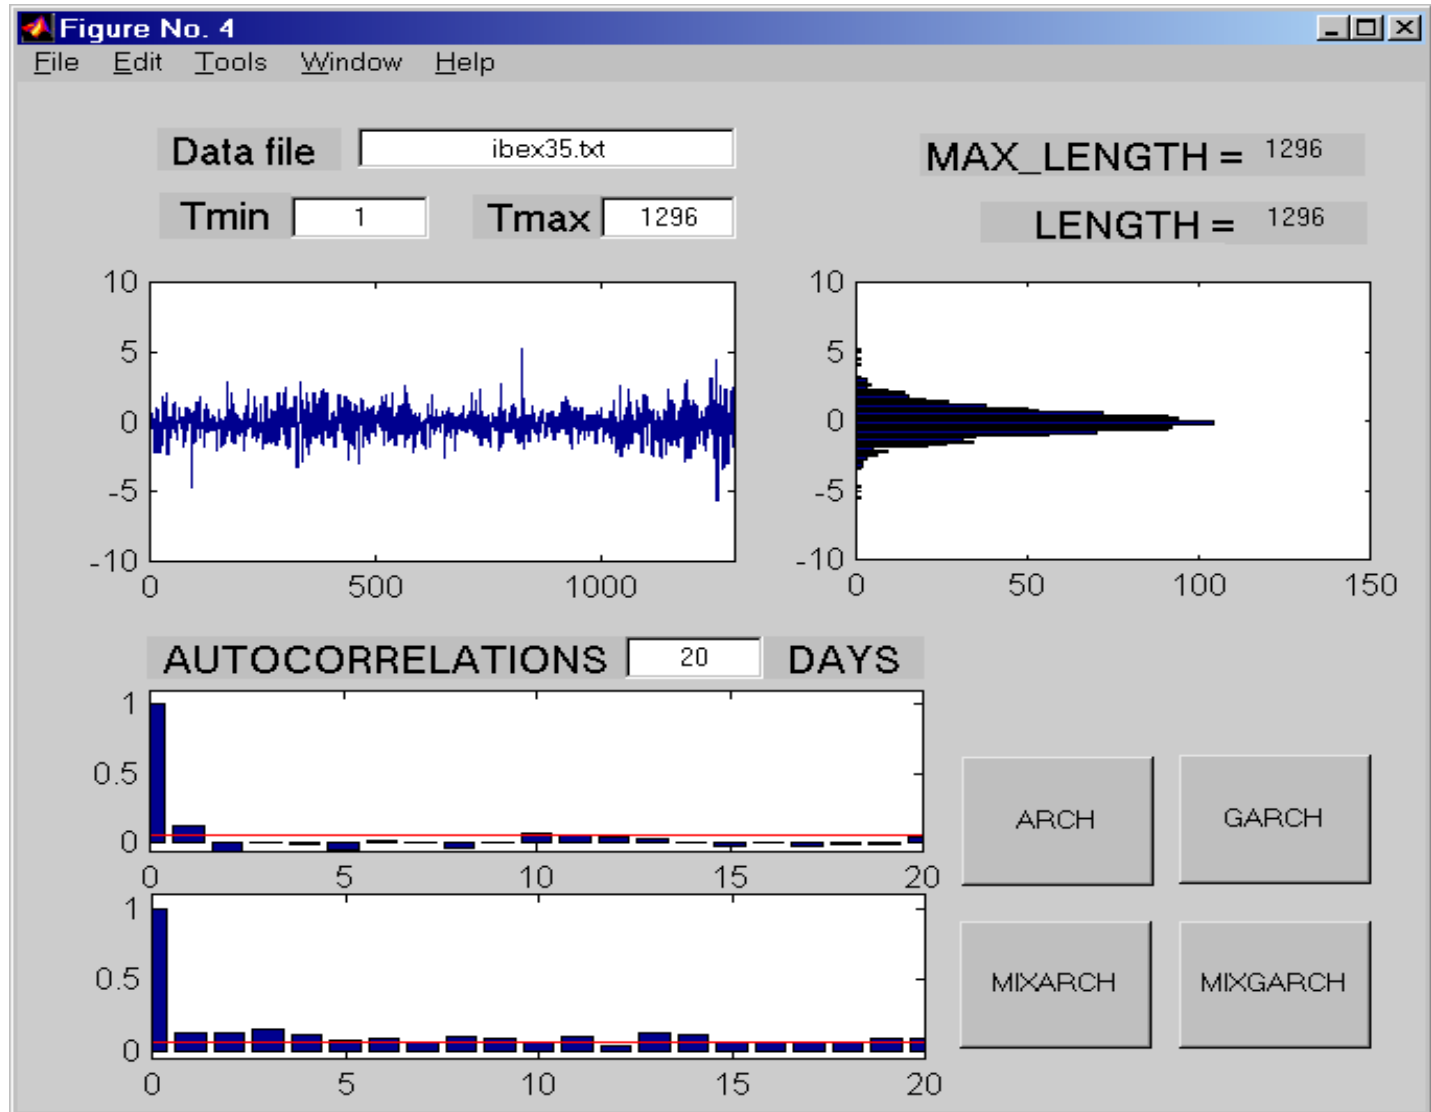 Figure No. 4
File Edit Tools Window Help
Data file ibex35.txt MAX_LENGTH = 1296
Tmin 1 Tmax 1296 LENGTH = 1296
10
5
0
-5
-10
0 500 1000
10
5
0
-5
-10
0 50 100 150
AUTOCORRELATIONS 20 DAYS
1
0.5
0
0 5 10 15 20
ARCH GARCH
1
0.5
0
0 5 10 15 20
MIXARCH MIXGARCH